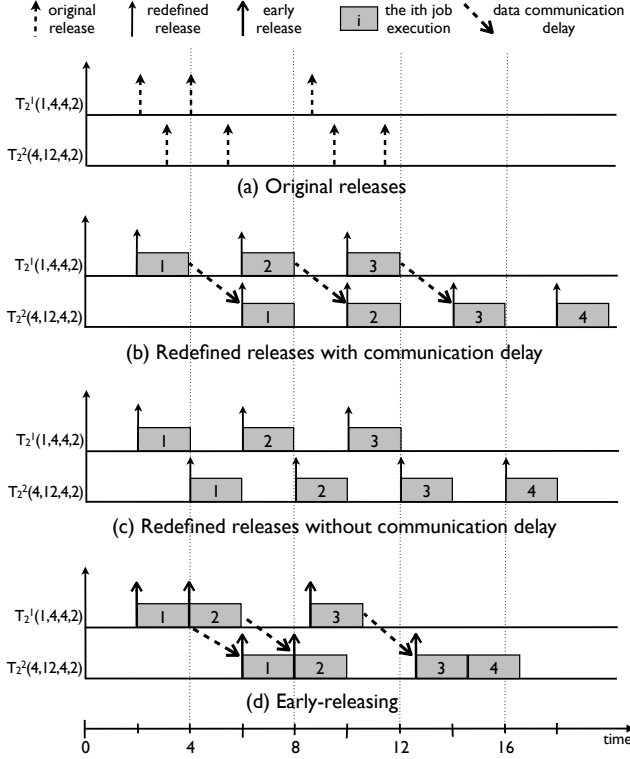 original release
redefined release
early release
i
the ith job execution
data communication delay
T₂¹(1,4,4,2)
T₂²(4,12,4,2)
(a) Original releases
T₂¹(1,4,4,2)
1 2 3
T₂²(4,12,4,2)
1 2 3 4
(b) Redefined releases with communication delay
T₂¹(1,4,4,2)
1 2 3
T₂²(4,12,4,2)
1 2 3 4
(c) Redefined releases without communication delay
T₂¹(1,4,4,2)
1 2 3
T₂²(4,12,4,2)
1 2 3 4
(d) Early-releasing
time
0 4 8 12 16